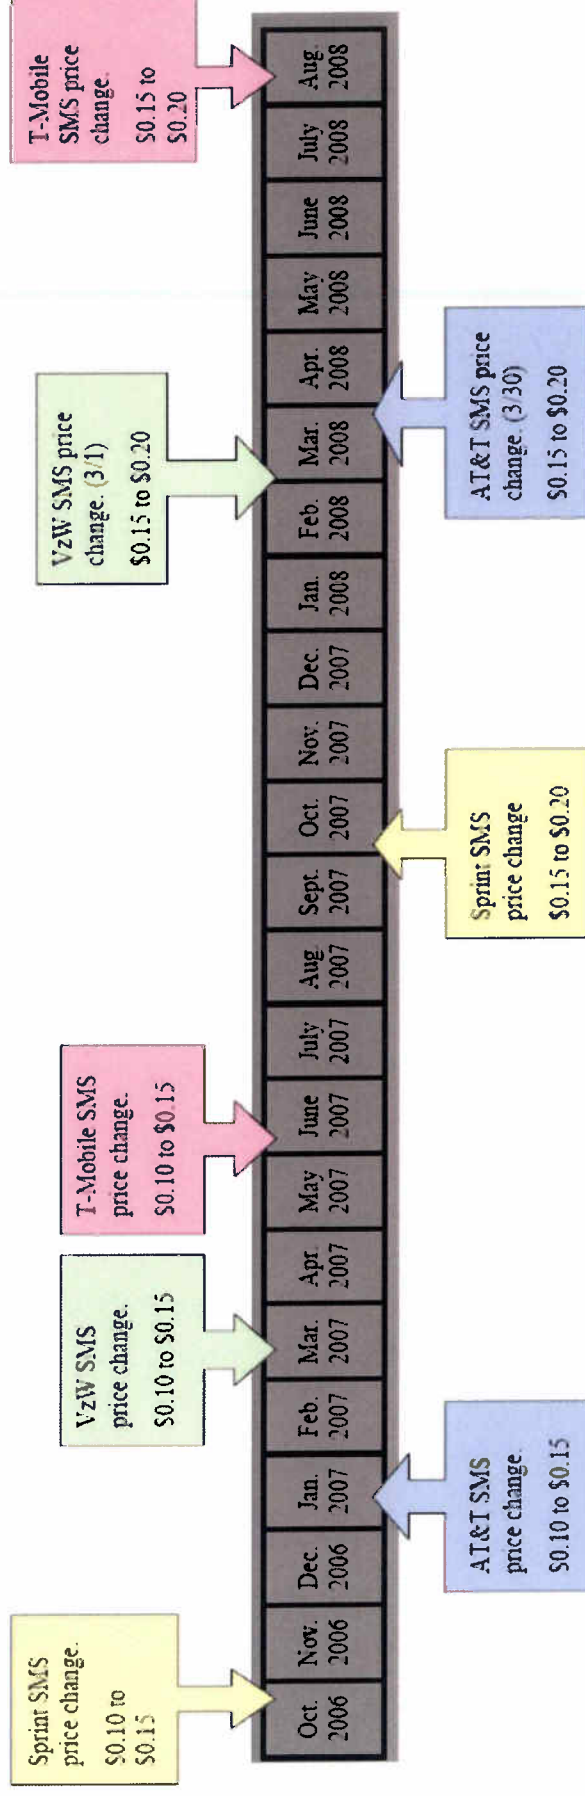 Sprint SMS
price change.
$0.10 to
$0.15
VzW SMS
price change.
$0.10 to $0.15
T-Mobile SMS
price change.
$0.10 to $0.15
VzW SMS price
change. (3/1)
$0.15 to $0.20
T-Mobile
SMS price
change.
$0.15 to
$0.20
Oct.
2006
Nov.
2006
Dec.
2006
Jan.
2007
Feb.
2007
Mar.
2007
Apr.
2007
May
2007
June
2007
July
2007
Aug.
2007
Sept.
2007
Oct.
2007
Nov.
2007
Dec.
2007
Jan.
2008
Feb.
2008
Mar.
2008
Apr.
2008
May
2008
June
2008
July
2008
Aug.
2008
AT&T SMS
price change.
$0.10 to $0.15
Sprint SMS
price change
$0.15 to $0.20
AT&T SMS price
change. (3/30)
$0.15 to $0.20